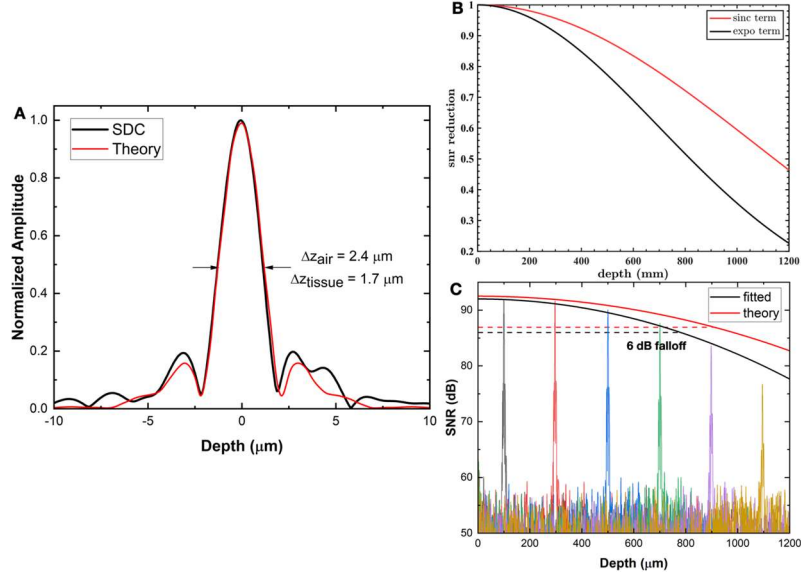 A
SDC
Theory
1.0
0.8
0.6
0.4
0.2
0.0
Normalized Amplitude
Δz_air = 2.4 μm
Δz_tissue = 1.7 μm
-10
-5
0
5
10
Depth (μm)
B
sinc term
expo term
1
0.9
0.8
0.7
0.6
0.5
0.4
0.3
0.2
snr reduction
0
200
400
600
800
1000
1200
depth (mm)
C
fitted
theory
90
80
70
60
50
SNR (dB)
6 dB falloff
0
200
400
600
800
1000
1200
Depth (μm)